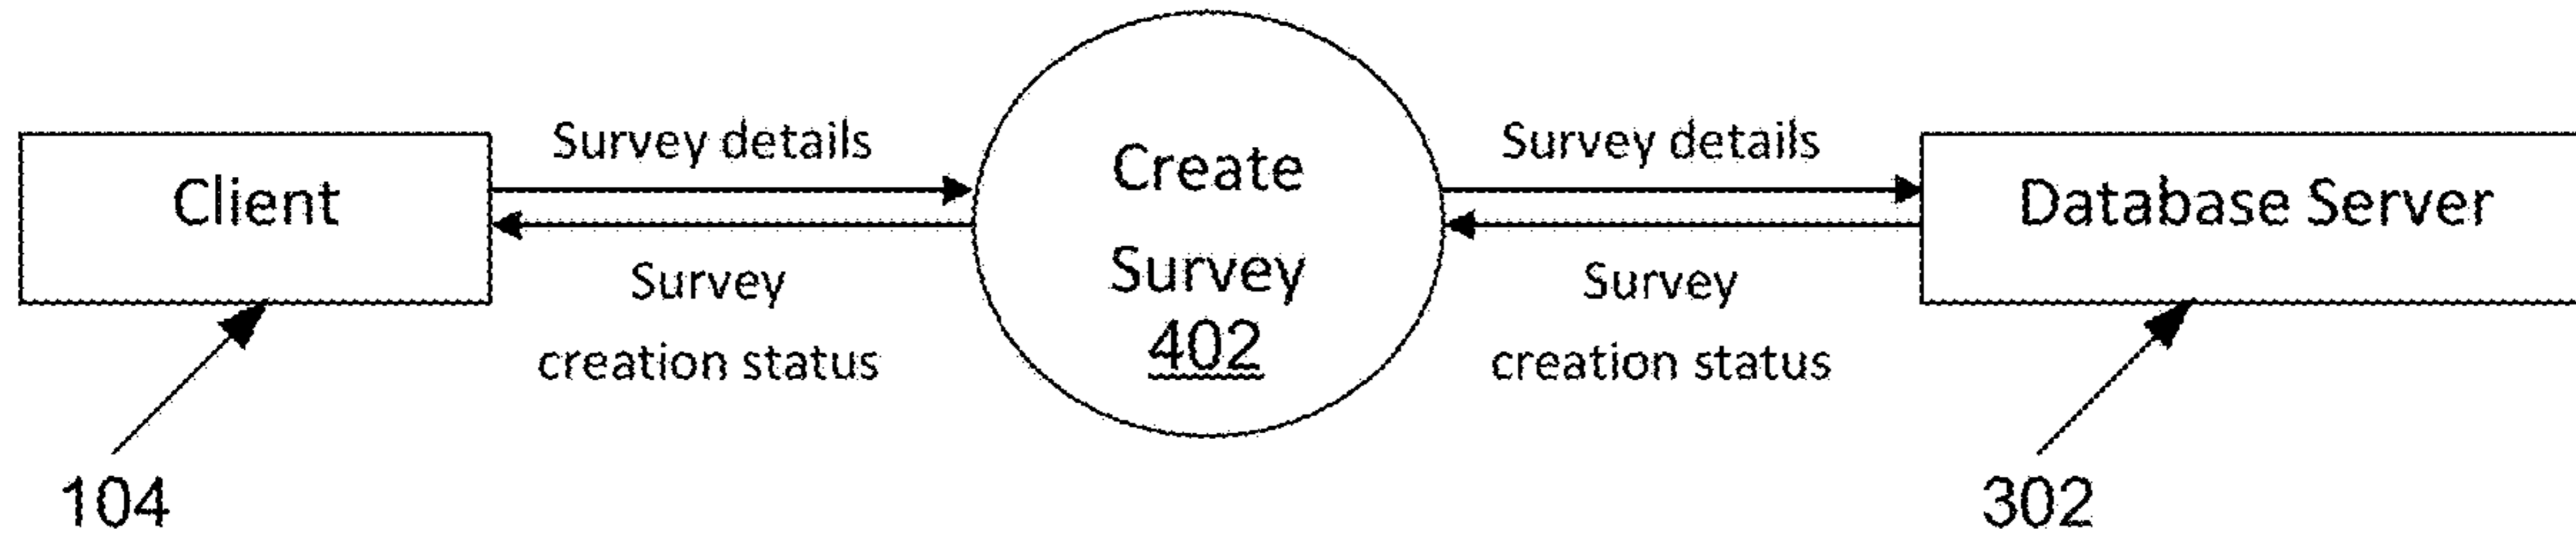 Client
Survey details
Survey
creation status
Create
Survey
402
Survey details
Survey
creation status
Database Server
104
302